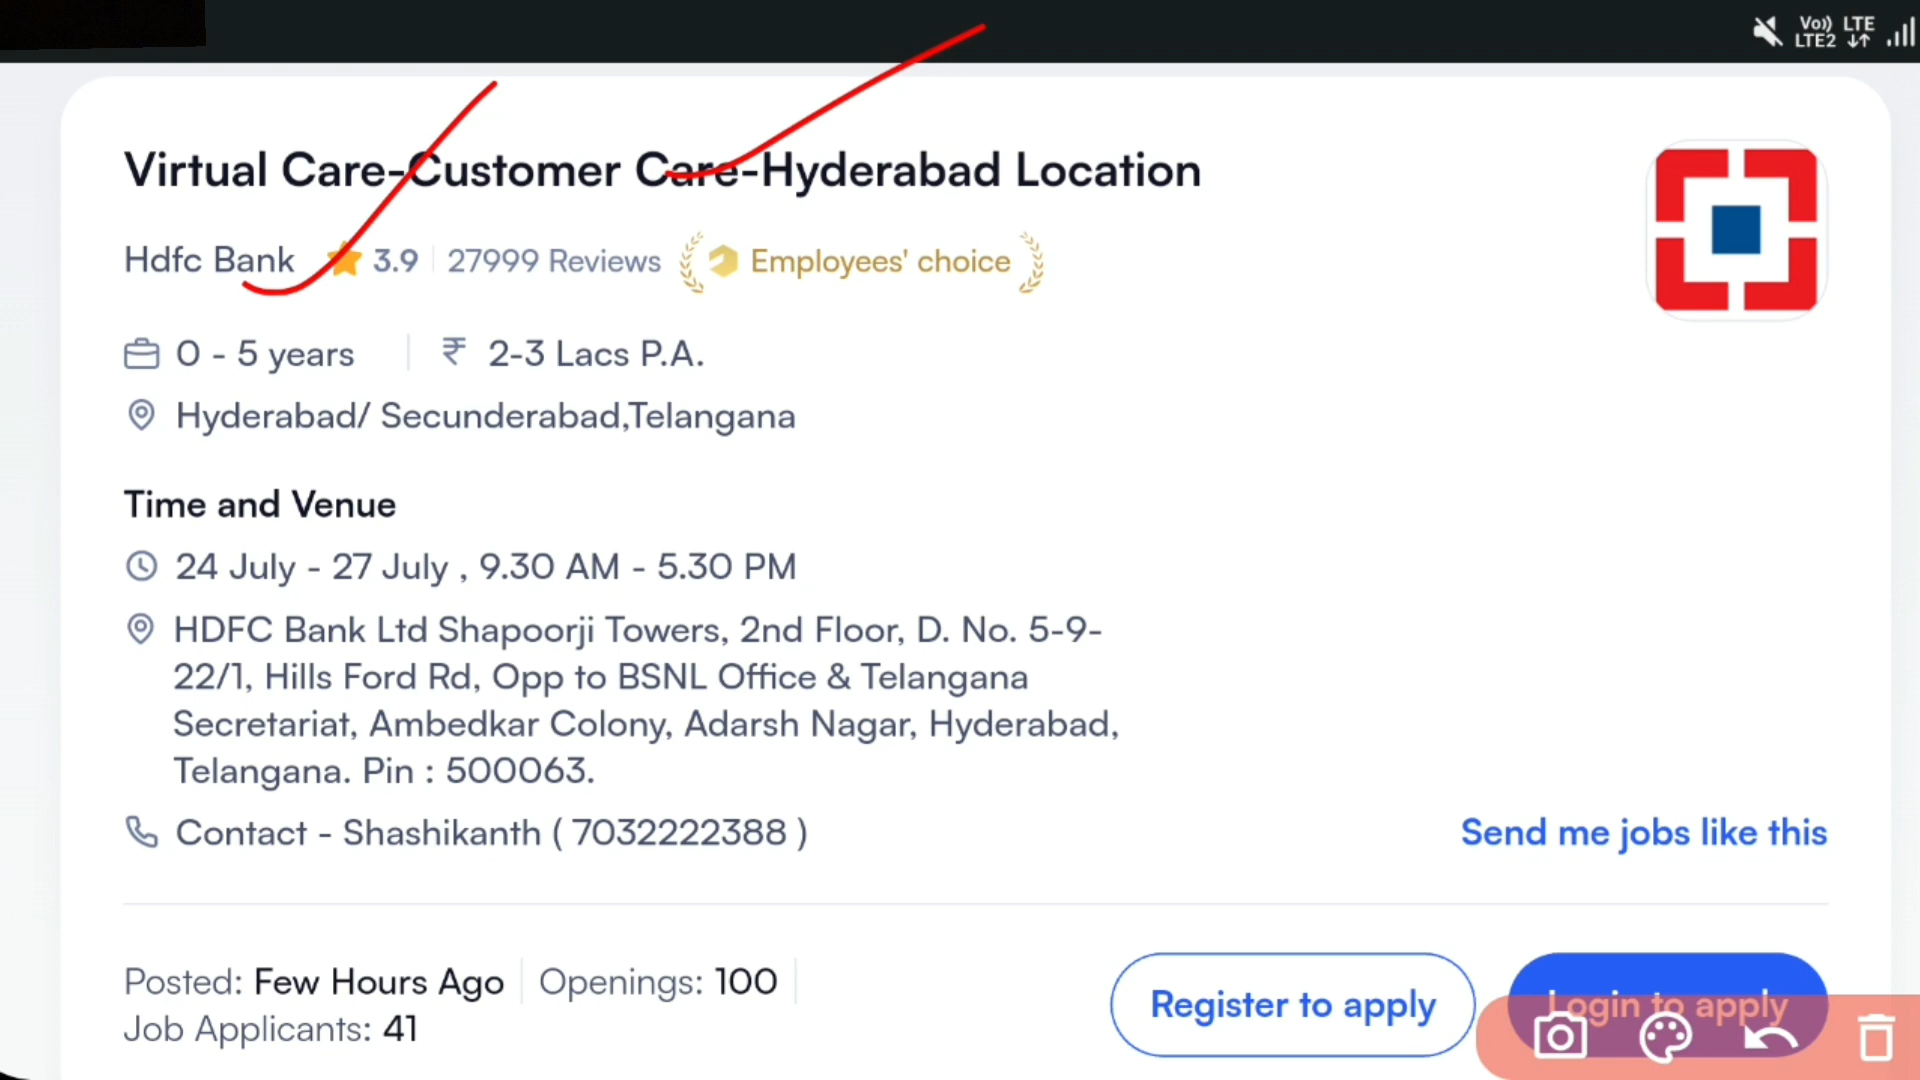 Vo)) LTE
LTE2
Virtual Care-Customer Care-Hyderabad Location
Hdfc Bank 3.9 27999 Reviews Employees' choice
0 - 5 years ₹ 2-3 Lacs P.A.
Hyderabad/ Secunderabad,Telangana
Time and Venue
24 July - 27 July , 9.30 AM - 5.30 PM
HDFC Bank Ltd Shapoorji Towers, 2nd Floor, D. No. 5-9-
22/1, Hills Ford Rd, Opp to BSNL Office & Telangana
Secretariat, Ambedkar Colony, Adarsh Nagar, Hyderabad,
Telangana. Pin : 500063.
Contact - Shashikanth ( 7032222388 )
Send me jobs like this
Posted: Few Hours Ago Openings: 100
Job Applicants: 41
Register to apply
Login to apply